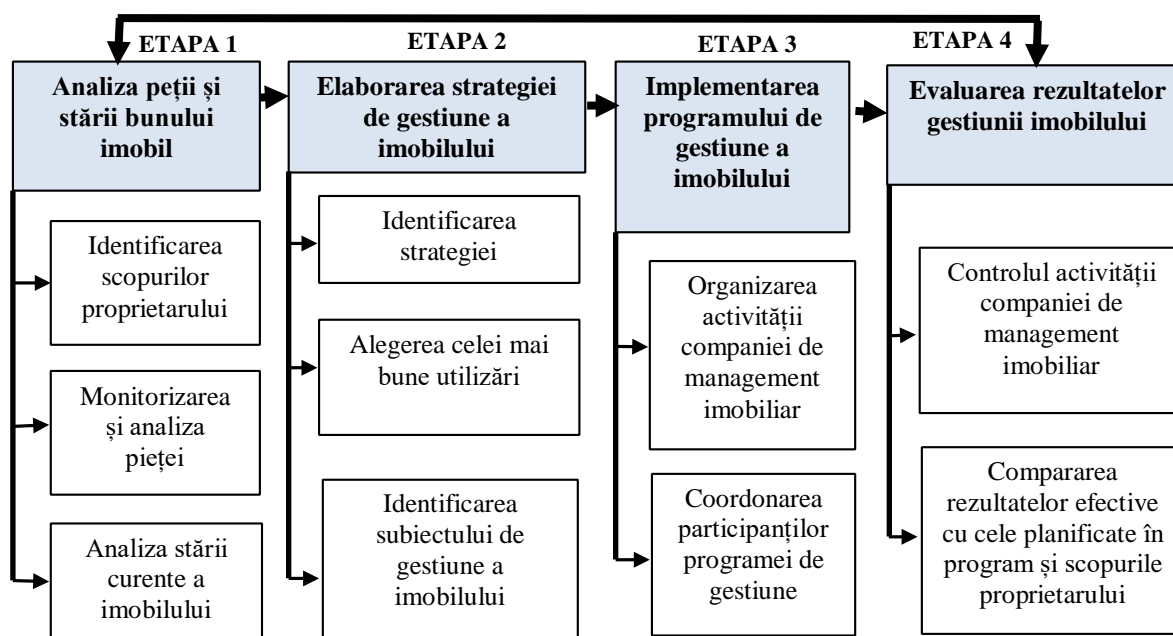 ETAPA 1
Analiza peții și
stării bunului
imobil
Identificarea
scopurilor
proprietarului
Monitorizarea
și analiza
pieței
Analiza stării
curente a
imobilului
ETAPA 2
Elaborarea strategiei
de gestiune a
imobilului
Identificarea
strategiei
Alegerea celei mai
bune utilizări
Identificarea
subiectului de
gestiune a
imobilului
ETAPA 3
Implementarea
programului de
gestiune a
imobilului
Organizarea
activității
companiei de
management
imobiliar
Coordonarea
participanților
programei de
gestiune
ETAPA 4
Evaluarea rezultatelor
gestiunii imobilului
Controlul activității
companiei de
management
imobiliar
Compararea
rezultatelor efective
cu cele planificate în
program și scopurile
proprietarului